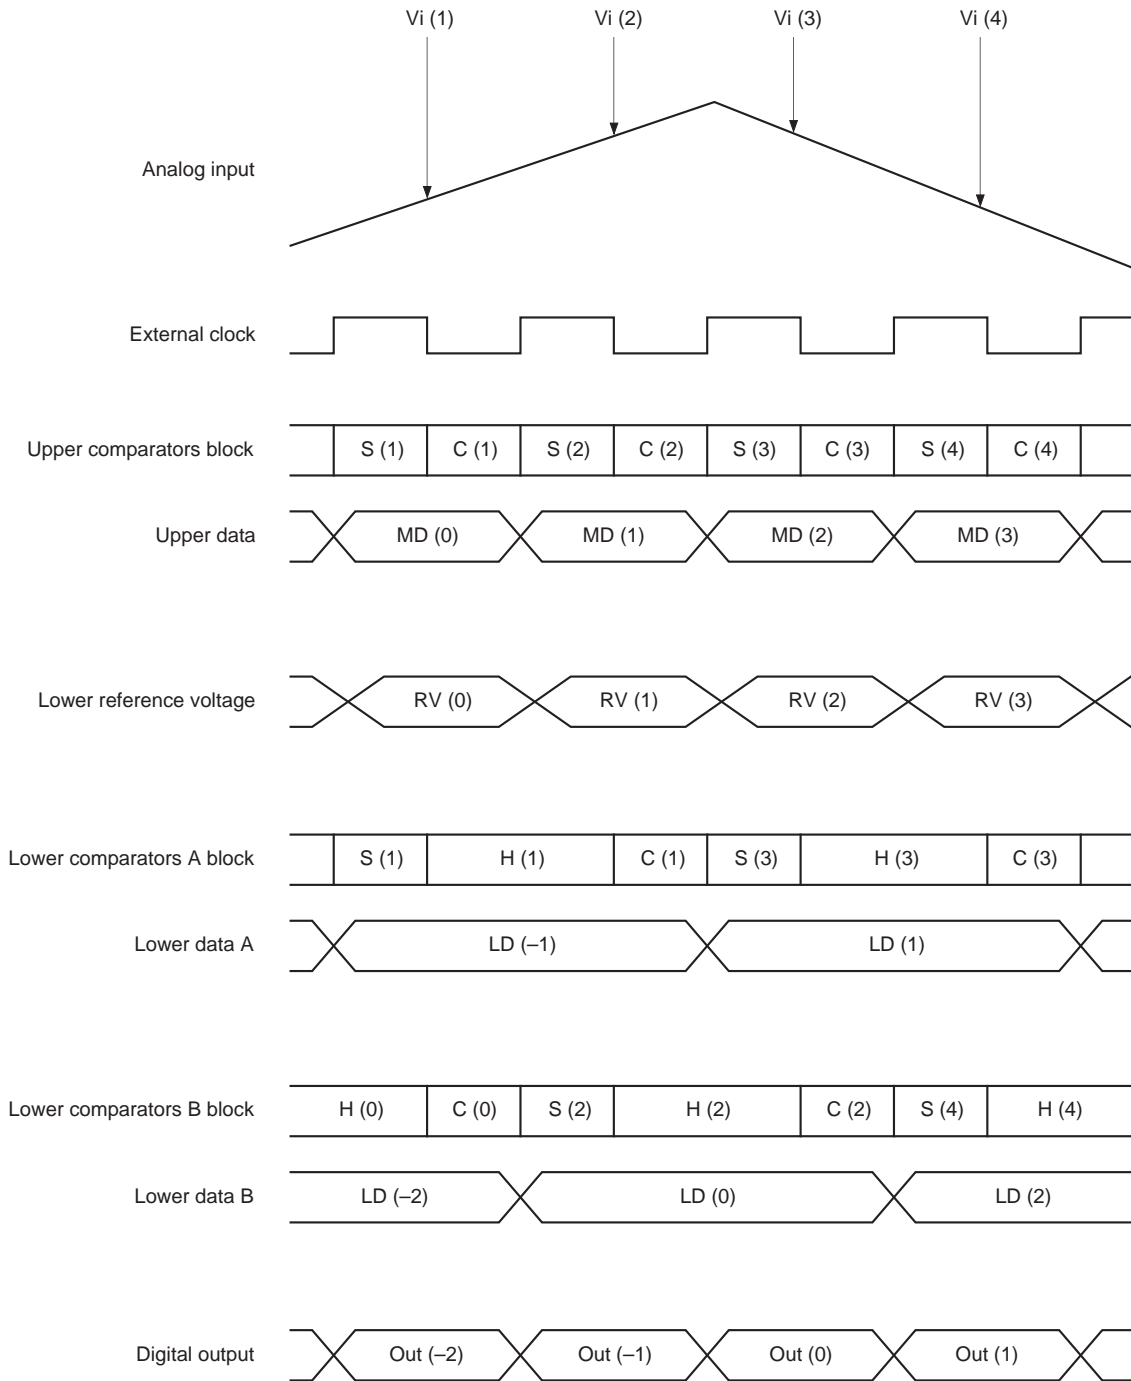 Vi (1) Vi (2) Vi (3) Vi (4)
Analog input
External clock
Upper comparators block S (1) C (1) S (2) C (2) S (3) C (3) S (4) C (4)
Upper data MD (0) MD (1) MD (2) MD (3)
Lower reference voltage RV (0) RV (1) RV (2) RV (3)
Lower comparators A block S (1) H (1) C (1) S (3) H (3) C (3)
Lower data A LD (–1) LD (1)
Lower comparators B block H (0) C (0) S (2) H (2) C (2) S (4) H (4)
Lower data B LD (–2) LD (0) LD (2)
Digital output Out (–2) Out (–1) Out (0) Out (1)